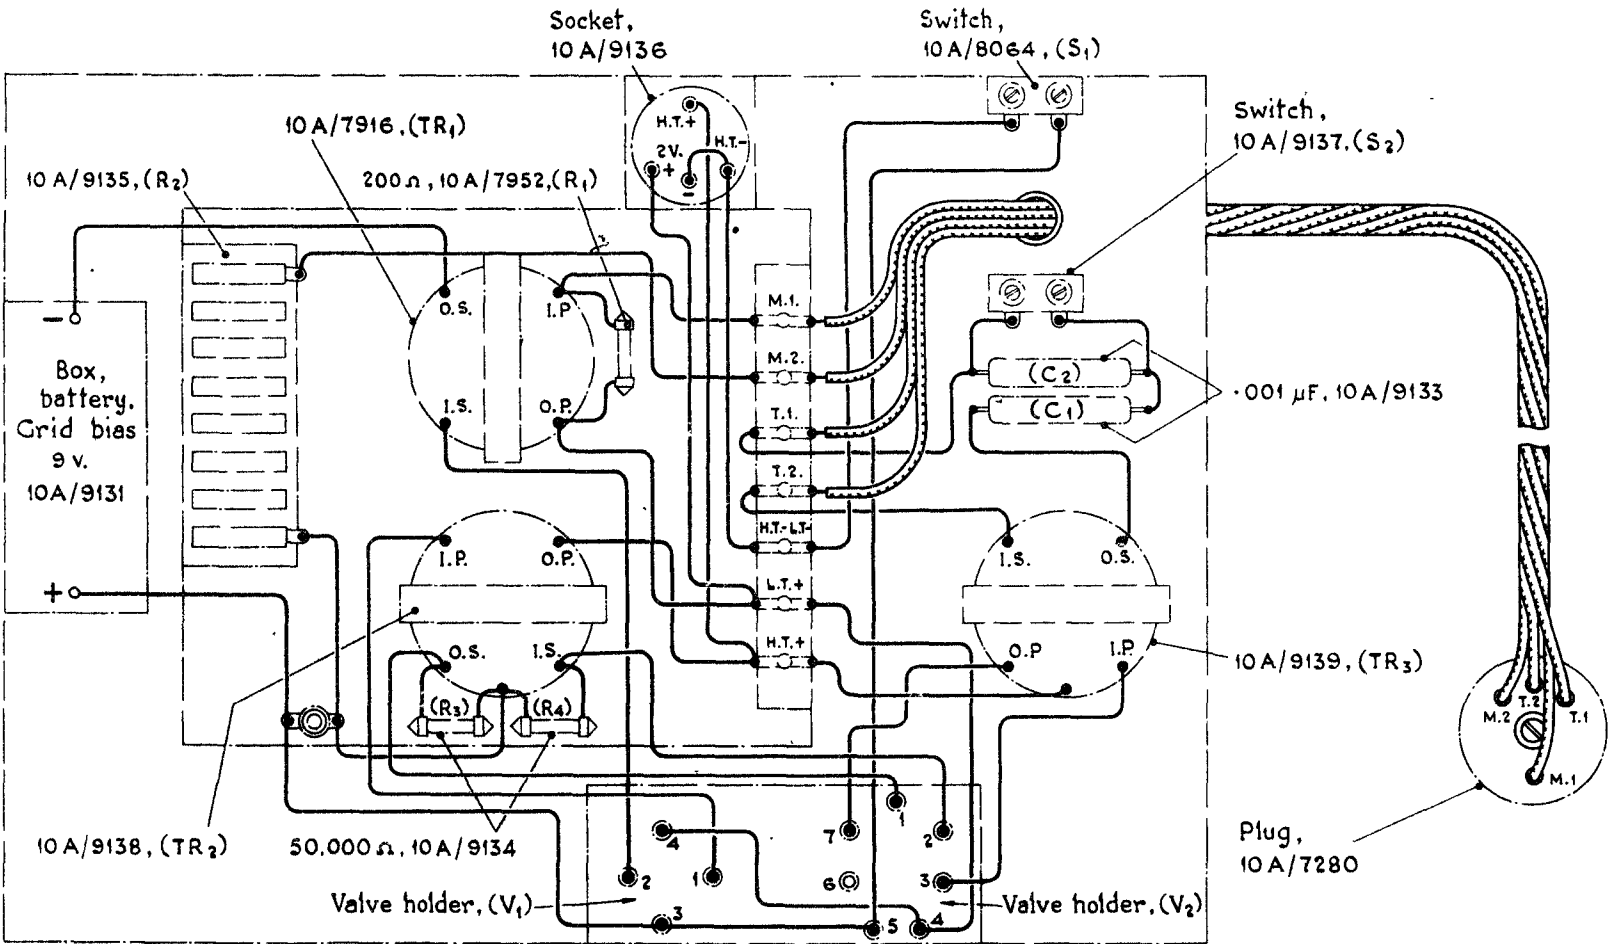 Socket,
10A/9136
Switch,
10A/8064, (S₁)
Switch,
10A/9137, (S₂)
10A/7916, (TR₁)
10A/9135, (R₂)
200Ω, 10A/7952, (R₁)
H.T.+
H.T.-
2V.
+
-
O.S.
I.P
I.S.
O.P.
-
Box,
battery.
Grid bias
9 v.
10A/9131
+
M.1.
M.2.
T.1.
T.2.
H.T.- L.T-
L.T.+
H.T.+
(C₂)
(C₁)
·001 µF, 10A/9133
I.P.
O.P.
O.S.
I.S.
(R₃)
(R₄)
I.S.
O.S.
O.P
I.P.
10A/9139, (TR₃)
M.2
T.2
T.1
M.1
Plug,
10A/7280
10A/9138, (TR₂)
50,000Ω, 10A/9134
4
2
1
3
7
1
2
6
3
5
4
Valve holder, (V₁)
Valve holder, (V₂)